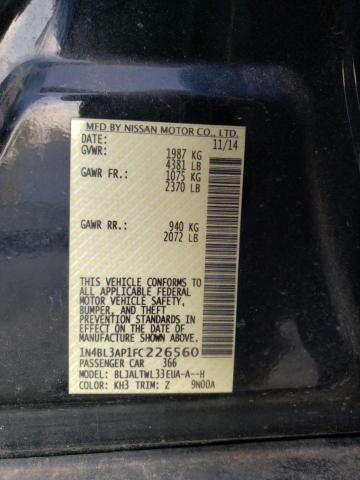 MFD BY NISSAN MOTOR CO., LTD.
DATE: 11/14
GVWR: 1987 KG
4381 LB
GAWR FR.: 1075 KG
2370 LB
GAWR RR.: 940 KG
2072 LB
THIS VEHICLE CONFORMS TO
ALL APPLICABLE FEDERAL
MOTOR VEHICLE SAFETY,
BUMPER, AND THEFT
PREVENTION STANDARDS IN
EFFECT ON THE DATE OF
MANUFACTURE SHOWN ABOVE.
1N4BL3AP1FC226560
PASSENGER CAR 366
MODEL: BLJALTWL33EUA-A--H
COLOR: KH3 TRIM: Z 9N00A